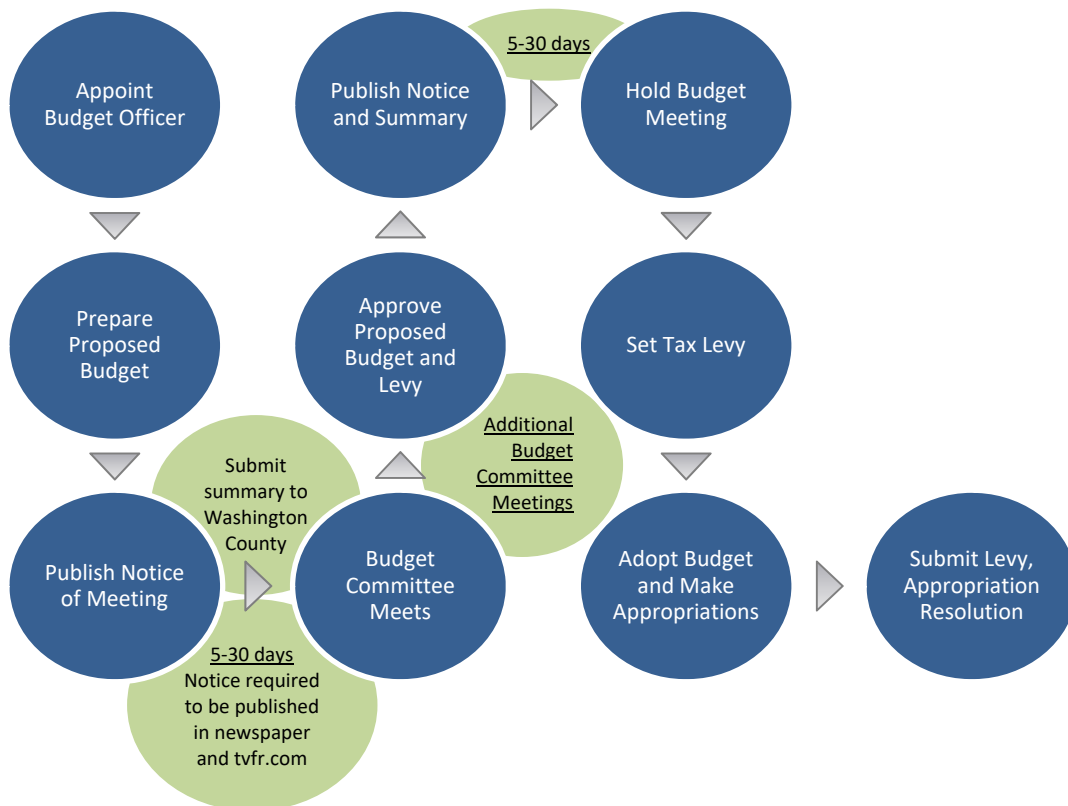 Appoint
Budget Officer
Prepare
Proposed
Budget
Publish Notice
of Meeting
Submit
summary to
Washington
County
5-30 days
Notice required
to be published
in newspaper
and tvfr.com
Budget
Committee
Meets
Additional
Budget
Committee
Meetings
Approve
Proposed
Budget and
Levy
Publish Notice
and Summary
5-30 days
Hold Budget
Meeting
Set Tax Levy
Adopt Budget
and Make
Appropriations
Submit Levy,
Appropriation
Resolution